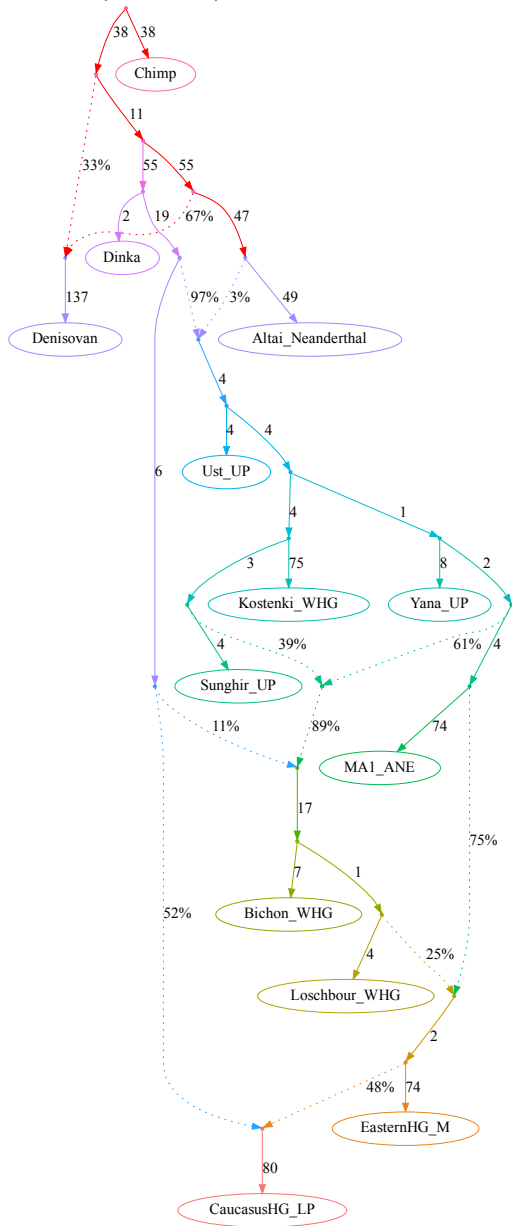 38 38
Chimp
11
33% 55 55
2 19 67% 47
Dinka
137 97% 3% 49
Denisovan Altai_Neanderthal
4
4 4
6 Ust_UP
4 1
3 75 8 2
Kostenki_WHG Yana_UP
4 39% 61% 4
Sunghir_UP
11% 89% 74
MA1_ANE
17
75%
7 1
Bichon_WHG
52% 4 25%
Loschbour_WHG
2
48% 74
EasternHG_M
80
CaucasusHG_LP